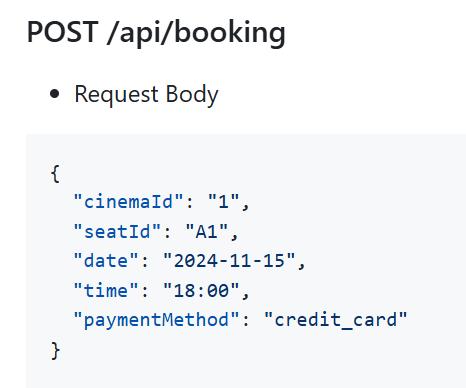 POST /api/booking
• Request Body
{
  "cinemaId": "1",
  "seatId": "A1",
  "date": "2024-11-15",
  "time": "18:00",
  "paymentMethod": "credit_card"
}